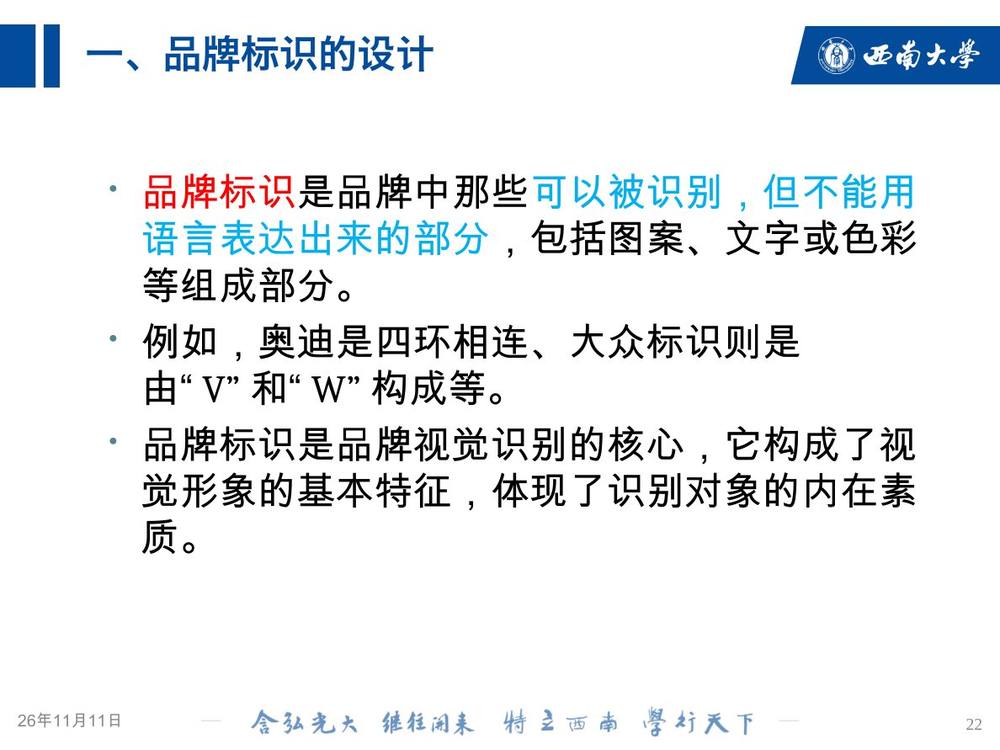 一、品牌标识的设计
西南大学
• 品牌标识是品牌中那些可以被识别，但不能用
语言表达出来的部分，包括图案、文字或色彩
等组成部分。
• 例如，奥迪是四环相连、大众标识则是
由“ V” 和“ W” 构成等。
• 品牌标识是品牌视觉识别的核心，它构成了视
觉形象的基本特征，体现了识别对象的内在素
质。
26年11月11日
含弘光大 继往开来 特立西南 學行天下
22